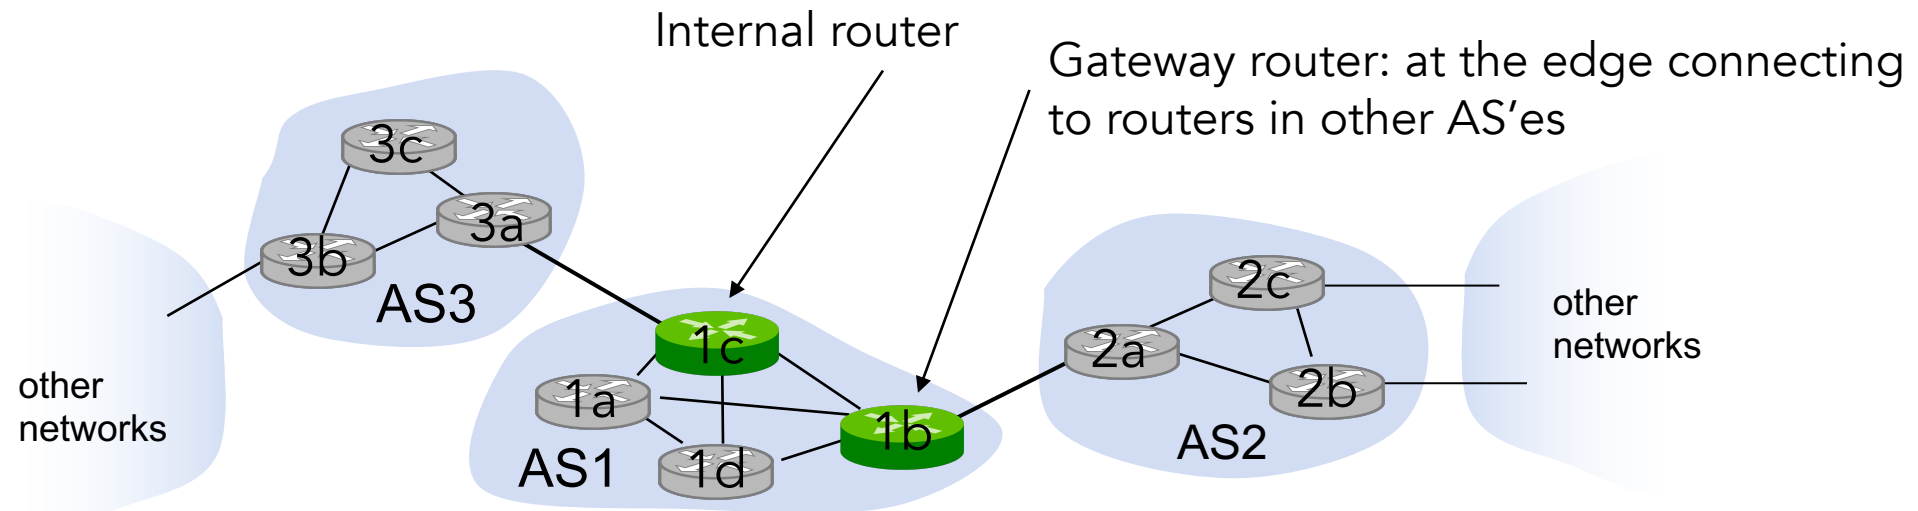 Internal router
Gateway router: at the edge connecting
to routers in other AS’es
3c
3a
3b
AS3
1c
1a
1b
1d
AS1
2c
2a
2b
AS2
other
networks
other
networks